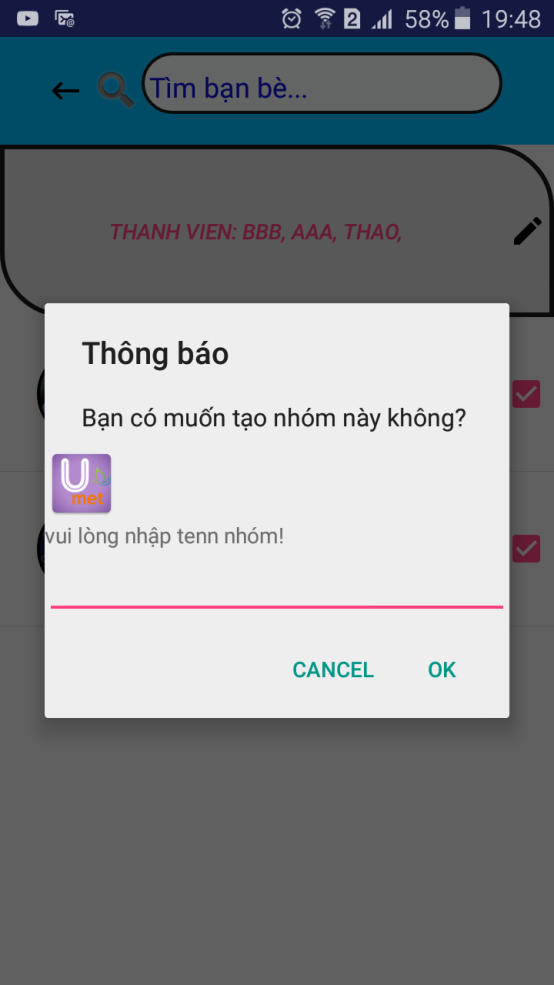 58% 19:48
Tìm bạn bè...
THANH VIEN: BBB, AAA, THAO,
Thông báo
Bạn có muốn tạo nhóm này không?
U
met
vui lòng nhập tenn nhóm!
CANCEL OK